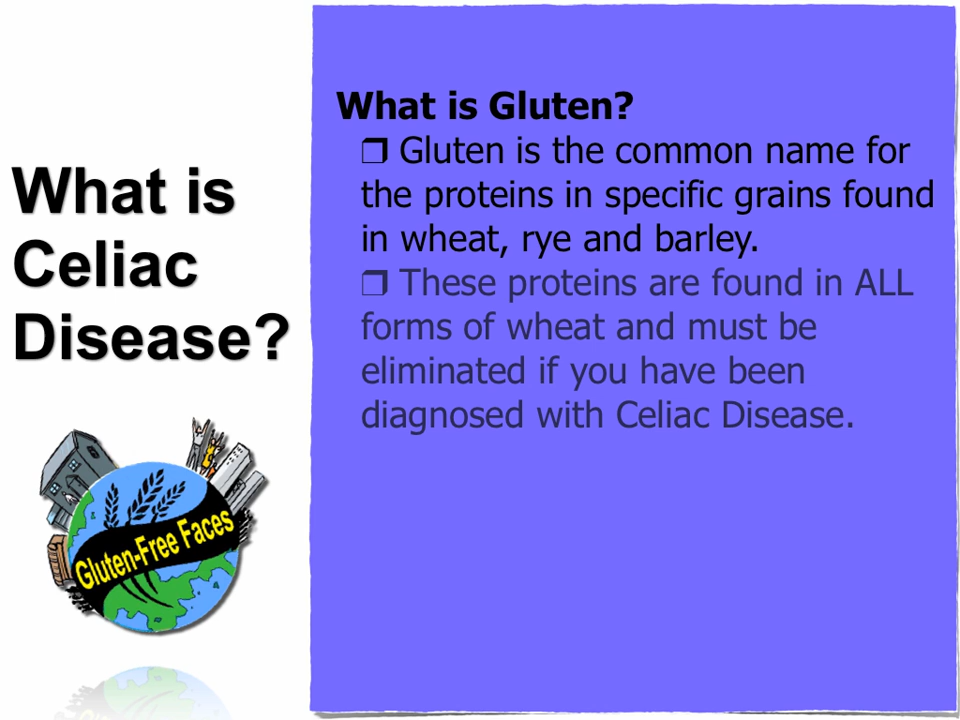 What is
Celiac
Disease?
Gluten-Free Faces
What is Gluten?
❒ Gluten is the common name for
the proteins in specific grains found
in wheat, rye and barley.
❒ These proteins are found in ALL
forms of wheat and must be
eliminated if you have been
diagnosed with Celiac Disease.